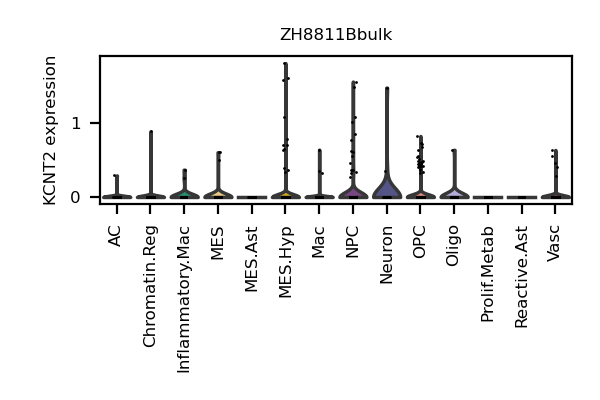 ZH8811Bbulk
KCNT2 expression
1
0
AC
Chromatin.Reg
Inflammatory.Mac
MES
MES.Ast
MES.Hyp
Mac
NPC
Neuron
OPC
Oligo
Prolif.Metab
Reactive.Ast
Vasc